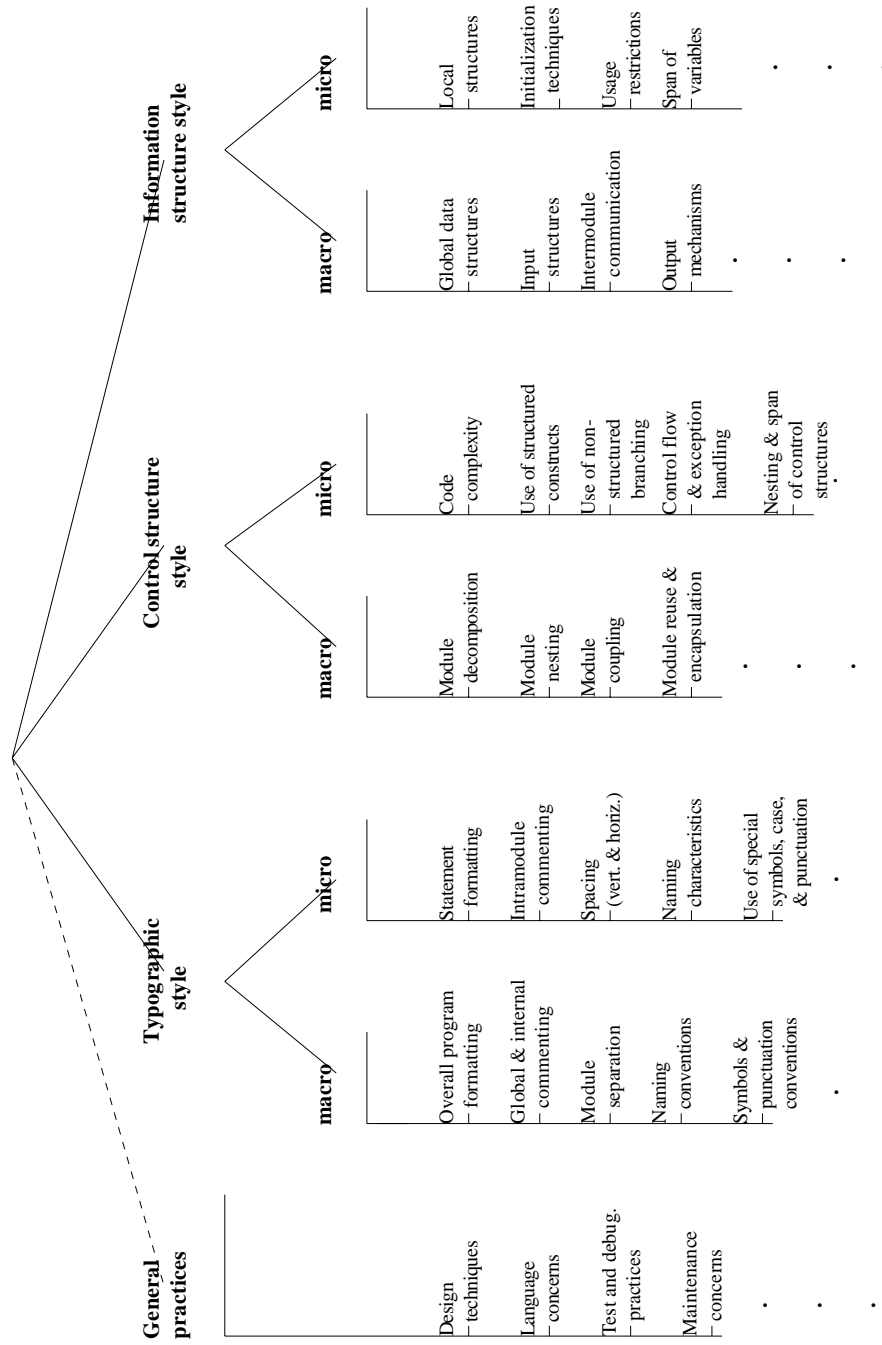 General
practices
Design
techniques
Language
concerns
Test and debug.
practices
Maintenance
concerns
Typographic
style
macro
Overall program
formatting
Global & internal
commenting
Module
separation
Naming
conventions
Symbols &
punctuation
conventions
micro
Statement
formatting
Intramodule
commenting
Spacing
(vert. & horiz.)
Naming
characteristics
Use of special
symbols, case,
& punctuation
Control structure
style
macro
Module
decomposition
Module
nesting
Module
coupling
Module reuse &
encapsulation
micro
Code
complexity
Use of structured
constructs
Use of non-
structured
branching
Control flow
& exception
handling
Nesting & span
of control
structures
Information
structure style
macro
Global data
structures
Input
structures
Intermodule
communication
Output
mechanisms
micro
Local
structures
Initialization
techniques
Usage
restrictions
Span of
variables